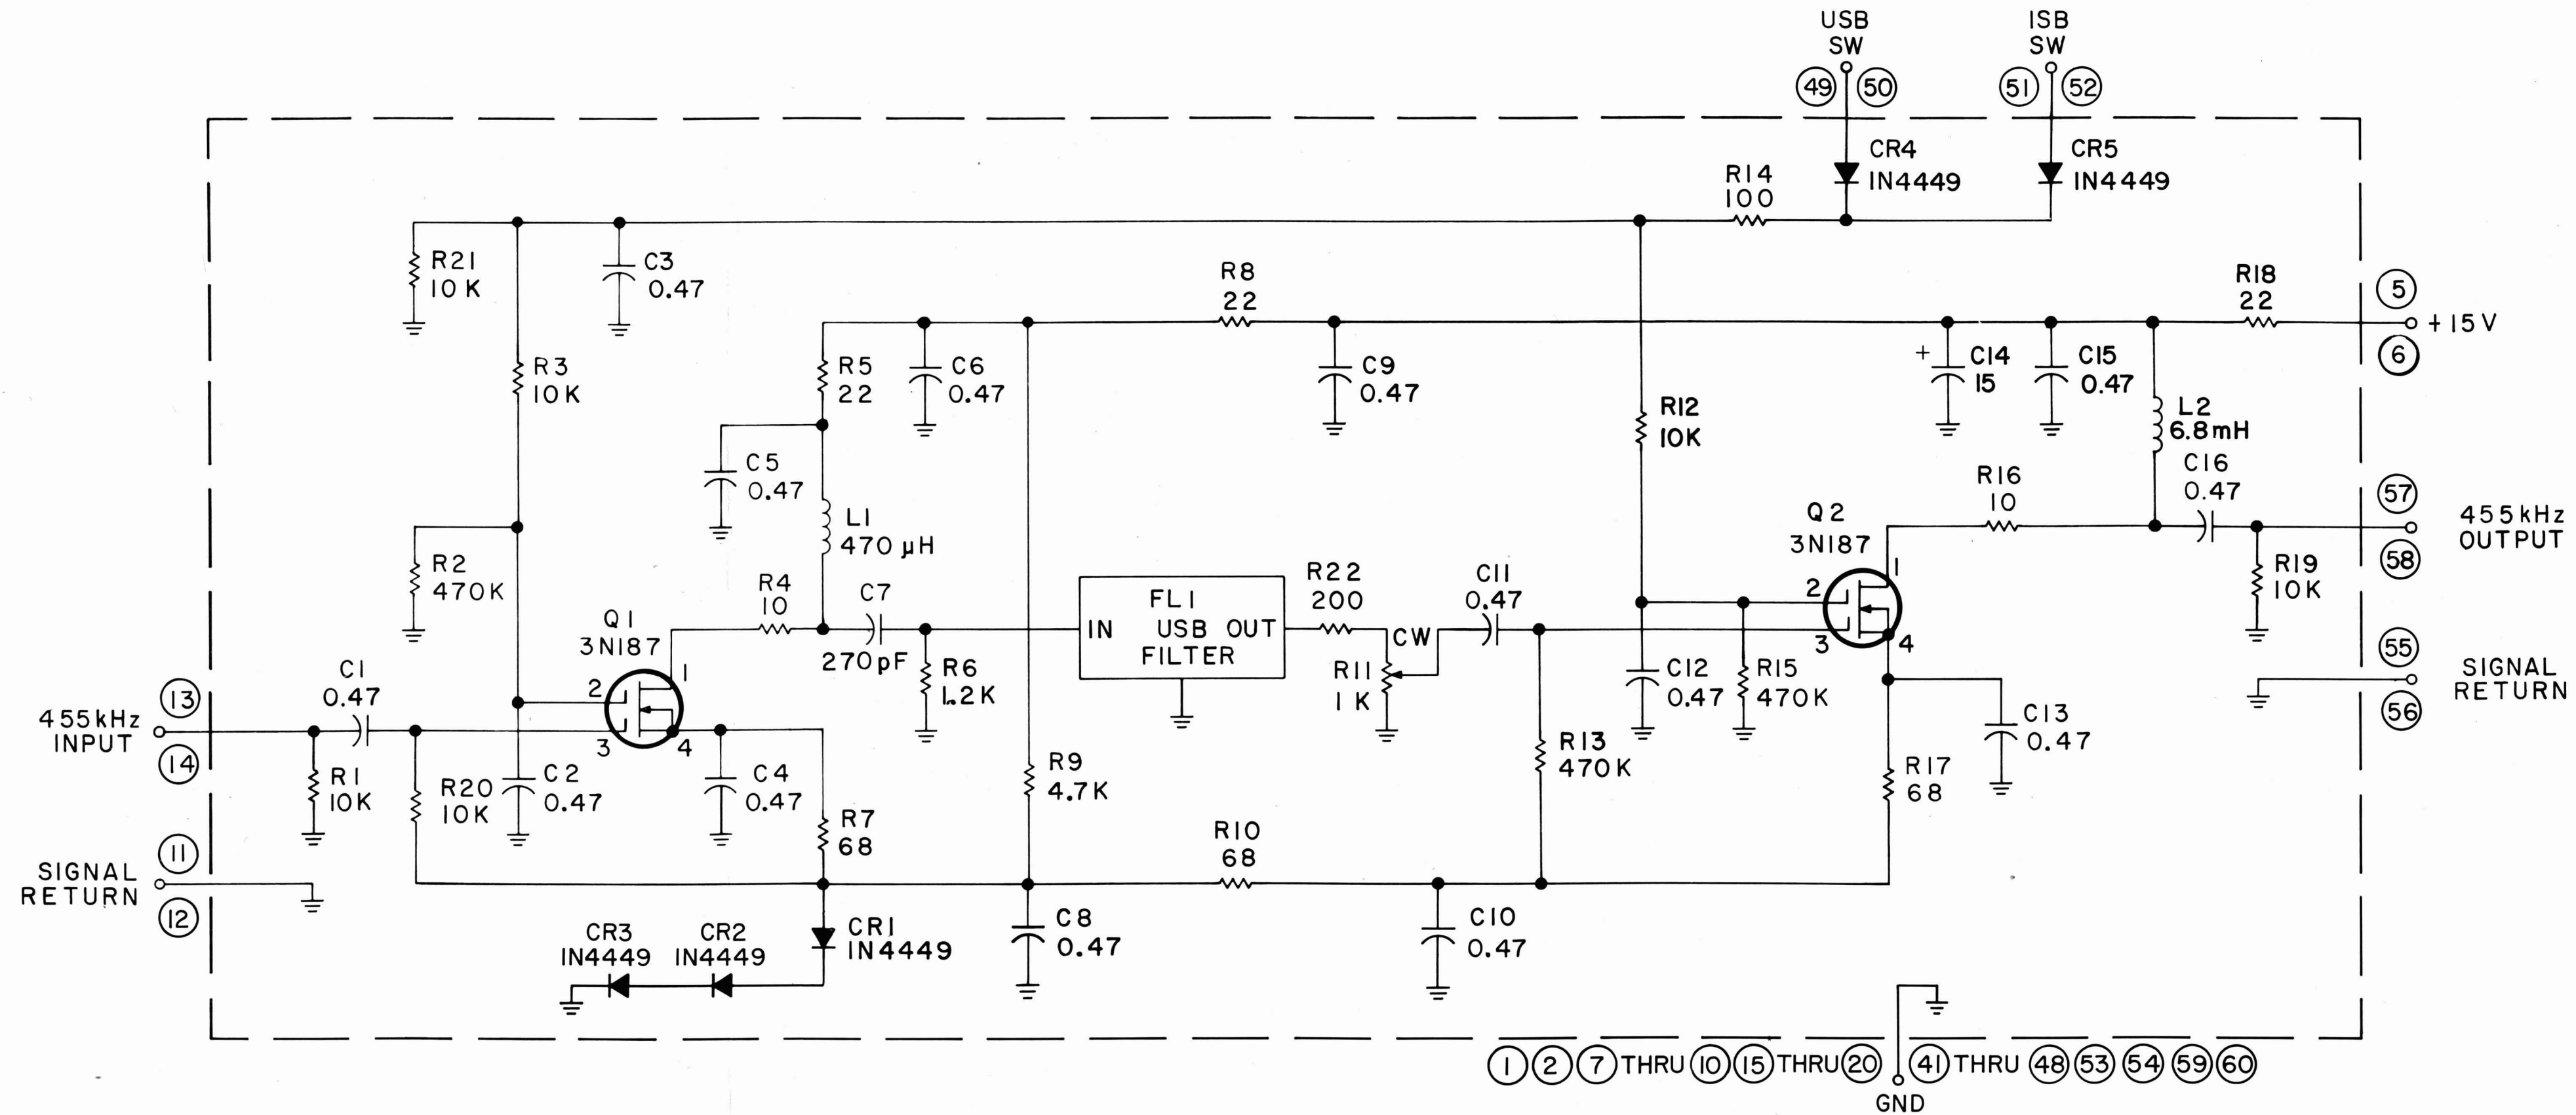 USB
SW
49 50
ISB
SW
51 52
CR4
IN4449
CR5
IN4449
R14
100
R21
10K
C3
0.47
R8
22
R18
22
5
+15V
6
R3
10K
R5
22
C6
0.47
C9
0.47
R12
10K
+
C14
15
C15
0.47
L2
6.8mH
C5
0.47
L1
470μH
C16
0.47
R16
10
57
455kHz
OUTPUT
58
R2
470K
R4
10
C7
270pF
R22
200
C11
0.47
Q2
3N187
1
2
3
4
R19
10K
Q1
3N187
1
2
3
4
FL1
IN USB OUT
FILTER
CW
R11
1K
R6
1.2K
C12
0.47
R15
470K
55
SIGNAL
RETURN
56
C1
0.47
13
455kHz
INPUT
14
R1
10K
R20
10K
C2
0.47
C4
0.47
R9
4.7K
R13
470K
R17
68
C13
0.47
R7
68
R10
68
11
SIGNAL
RETURN
12
CR3
IN4449
CR2
IN4449
CR1
IN4449
C8
0.47
C10
0.47
1 2 7 THRU 10 15 THRU 20 41 THRU 48 53 54 59 60
GND